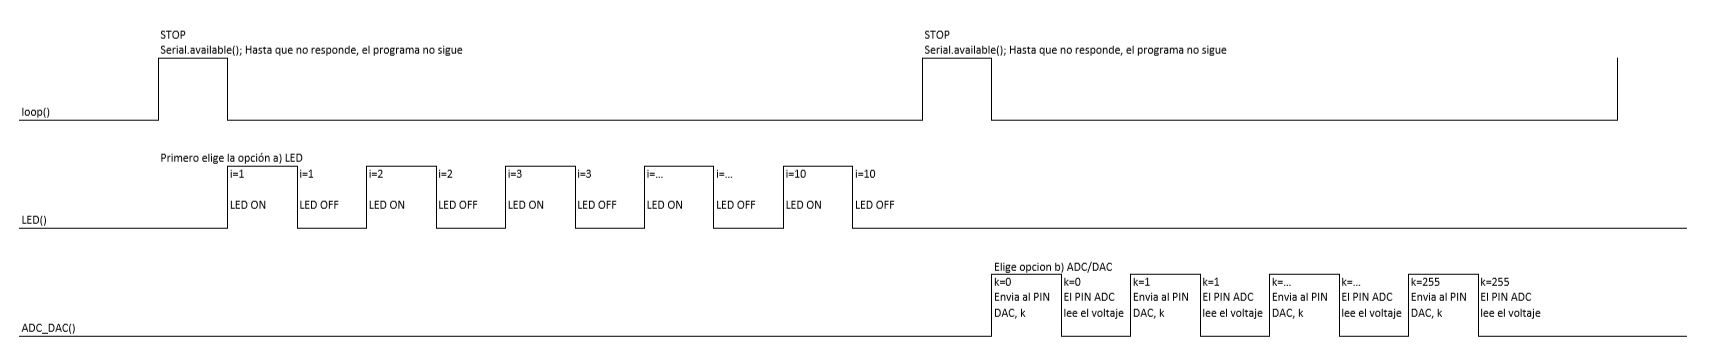 STOP
Serial.available(); Hasta que no responde, el programa no sigue
STOP
Serial.available(); Hasta que no responde, el programa no sigue
loop()
Primero elige la opción a) LED
i=1
i=1
i=2
i=2
i=3
i=3
i=...
i=...
i=10
i=10
LED ON
LED OFF
LED ON
LED OFF
LED ON
LED OFF
LED ON
LED OFF
LED ON
LED OFF
LED()
Elige opcion b) ADC/DAC
k=0
Envia al PIN
DAC, k
k=0
El PIN ADC
lee el voltaje
k=1
Envia al PIN
DAC, k
k=1
El PIN ADC
lee el voltaje
k=...
Envia al PIN
DAC, k
k=...
El PIN ADC
lee el voltaje
k=255
Envia al PIN
DAC, k
k=255
El PIN ADC
lee el voltaje
ADC_DAC()